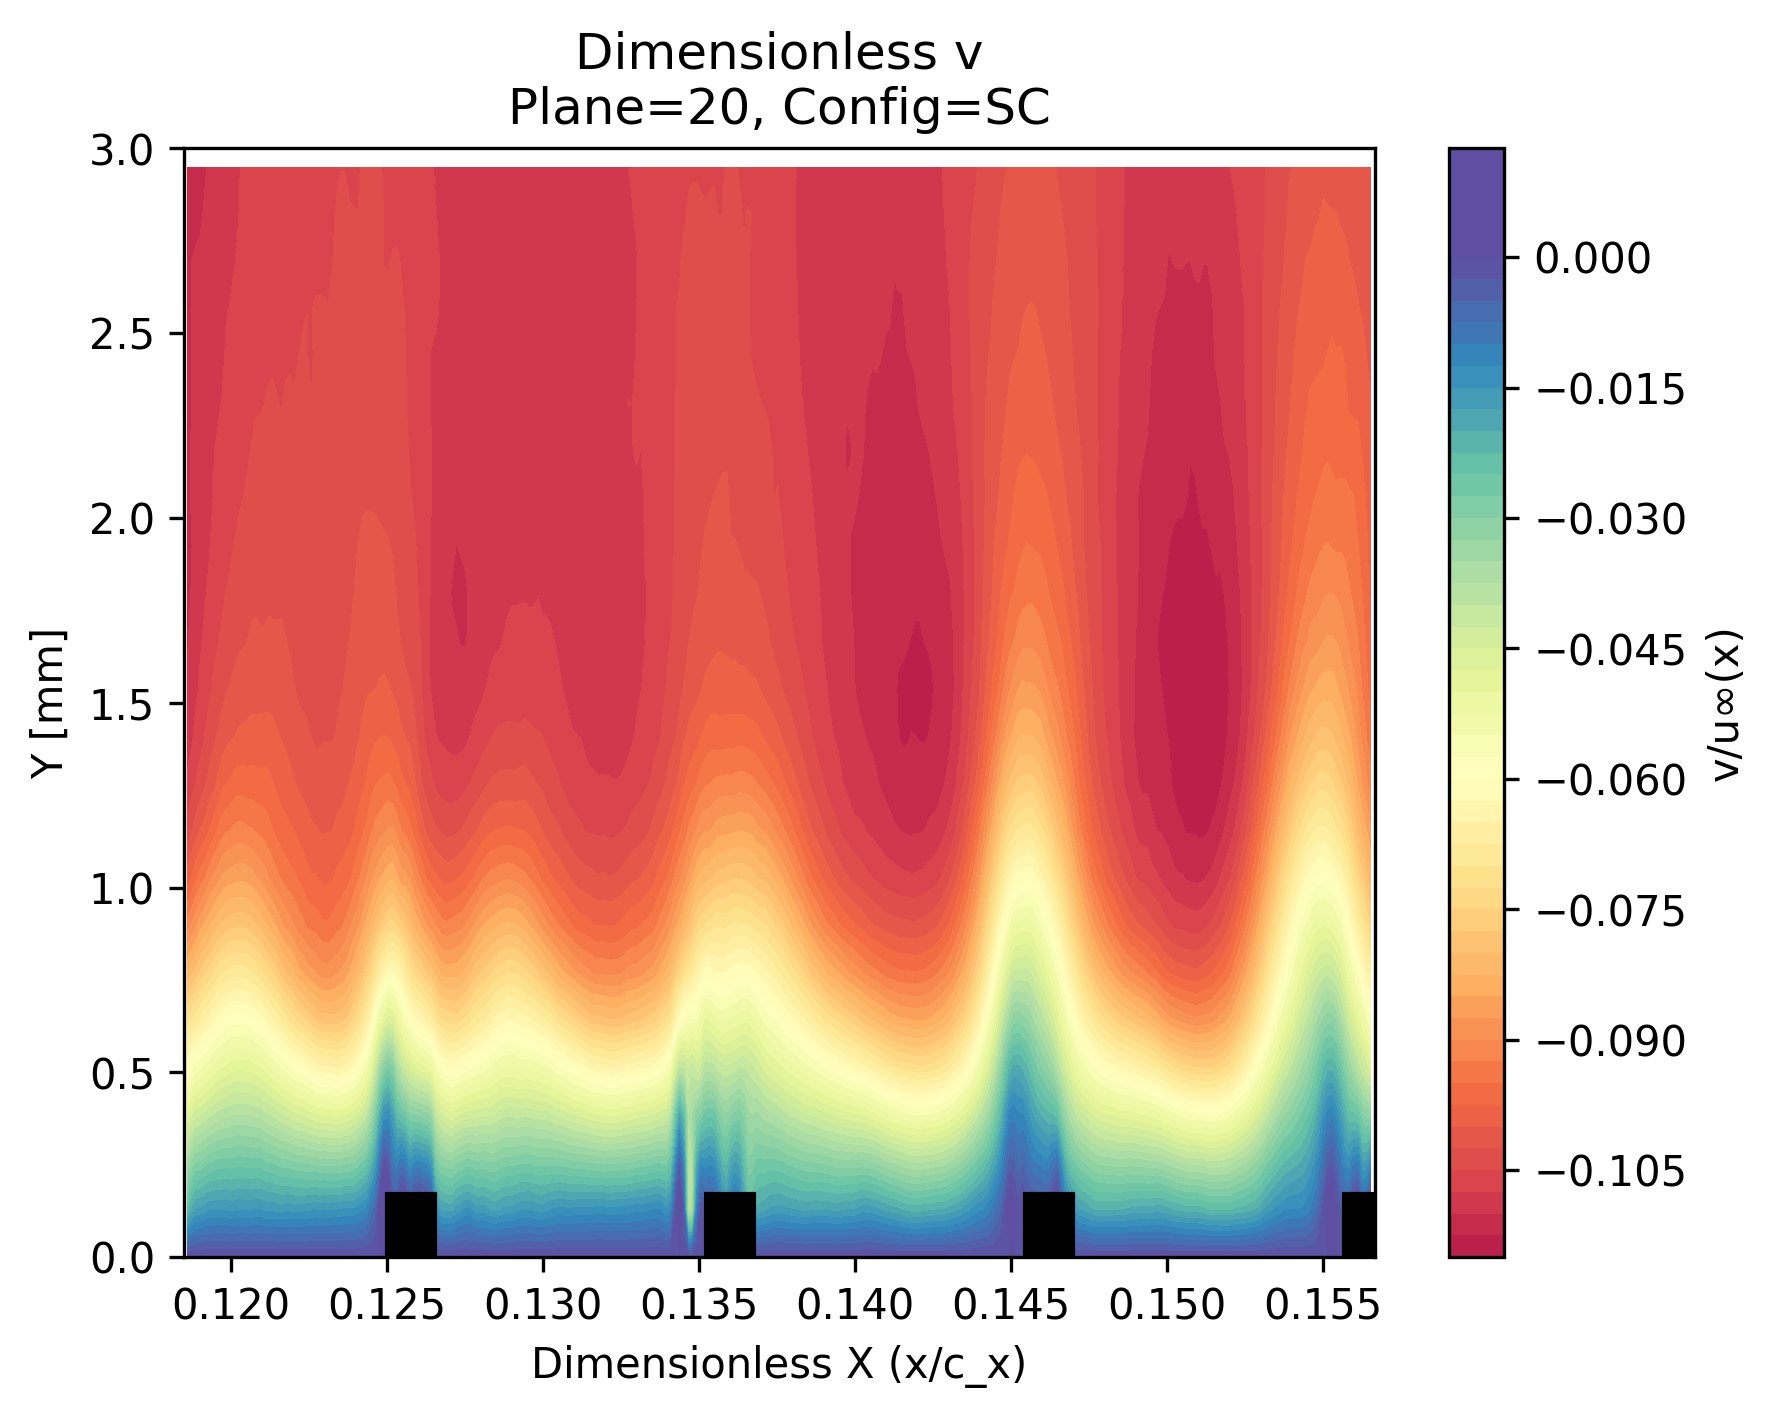 Dimensionless v
Plane=20, Config=SC
3.0
2.5
2.0
1.5
1.0
0.5
0.0
Y [mm]
0.120 0.125 0.130 0.135 0.140 0.145 0.150 0.155
Dimensionless X (x/c_x)
0.000
−0.015
−0.030
−0.045
−0.060
−0.075
−0.090
−0.105
v/u∞(x)